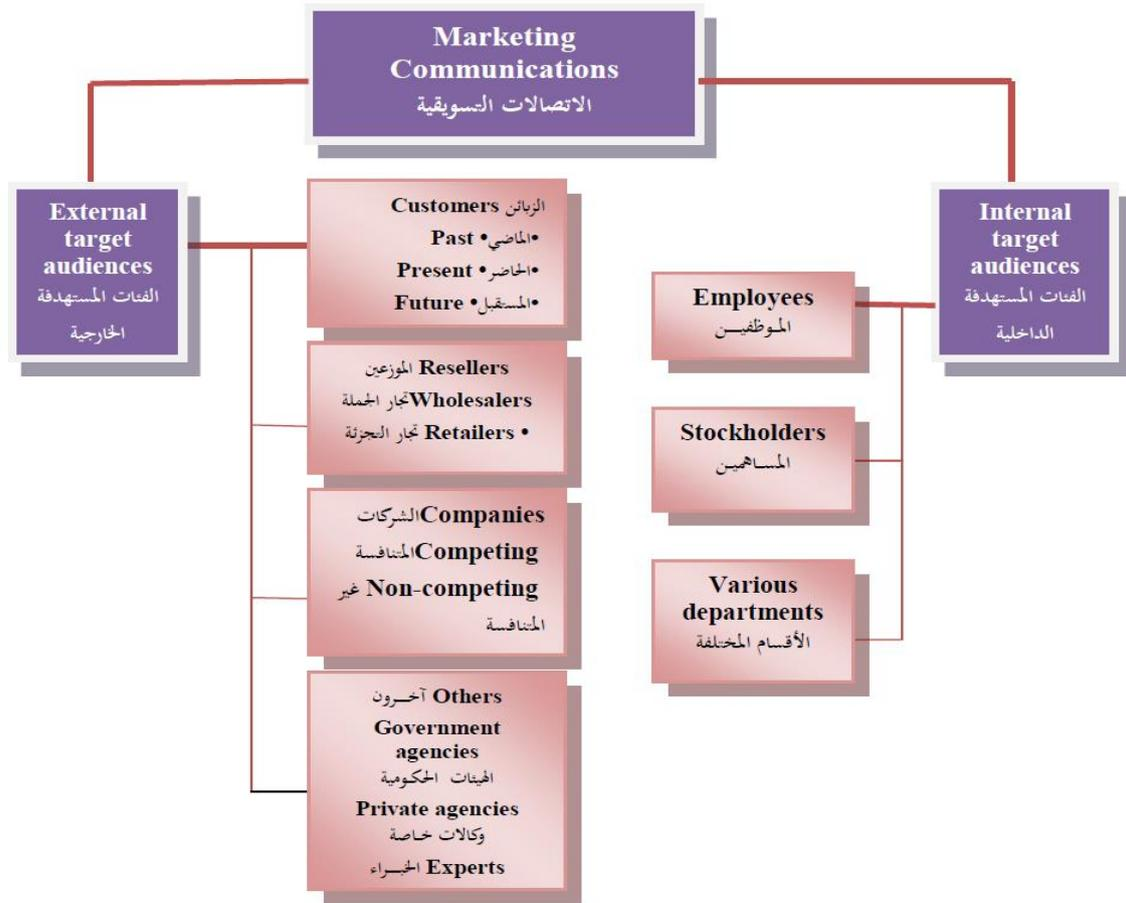 Marketing
Communications
الاتصالات التسويقية
External
target
audiences
الفئات المستهدفة
الخارجية
الزبائن Customers
•الماضي• Past
•الحاضر• Present
•المستقبل• Future
الموزعين Resellers
تجار الجملة Wholesalers
تجار التجزئة Retailers •
الشركات Companies
المتنافسة Competing
غير Non-competing
المتنافسة
آخــرون Others
Government
agencies
الهيئات الحكومية
Private agencies
وكالات خاصة
الخبــراء Experts
Internal
target
audiences
الفئات المستهدفة
الداخلية
Employees
الموظفيــن
Stockholders
المساهمين
Various
departments
الأقسام المختلفة